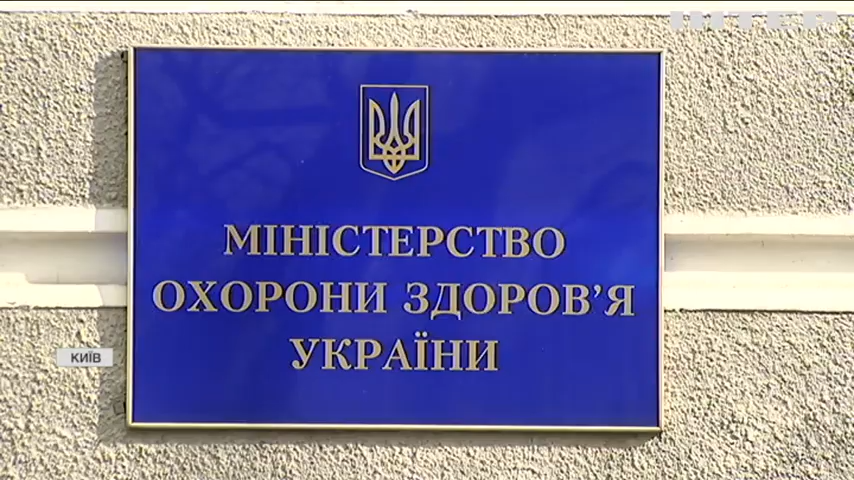 ІНТЕР
МІНІСТЕРСТВО
ОХОРОНИ ЗДОРОВ’Я
УКРАЇНИ
КИЇВ